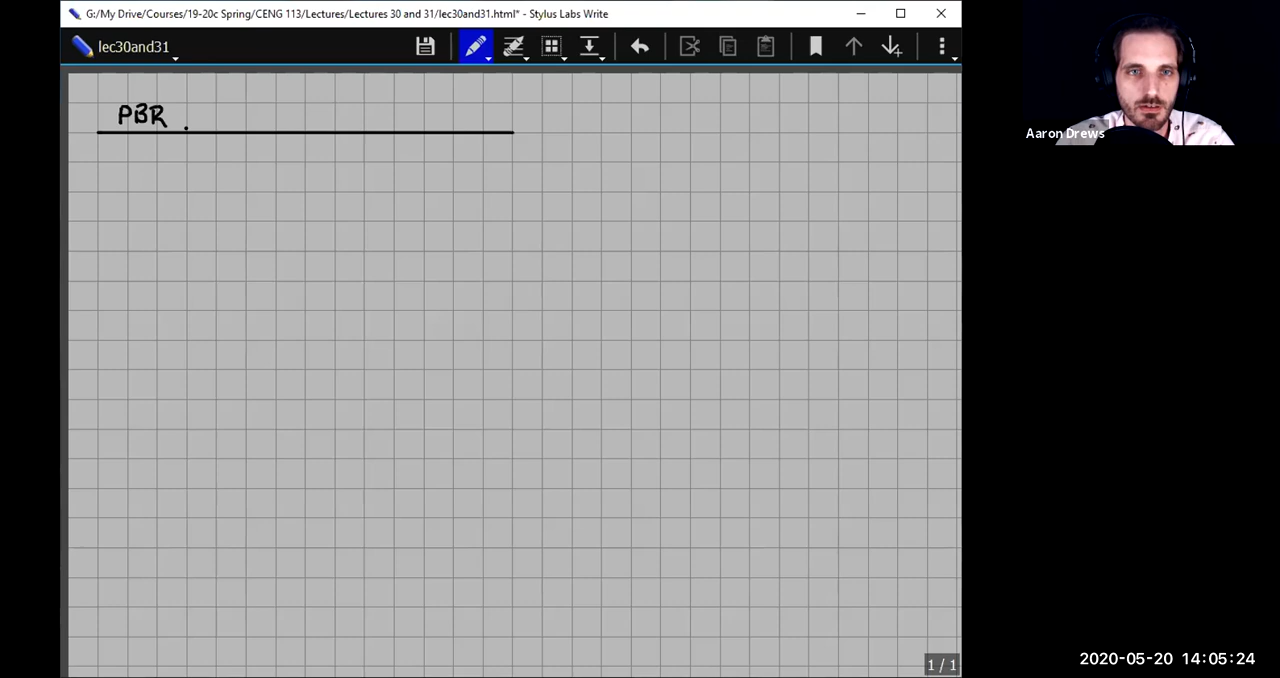 G:/My Drive/Courses/19-20c Spring/CENG 113/Lectures/Lectures 30 and 31/lec30and31.html* - Stylus Labs Write
lec30and31
PBR
Aaron Drews
1 / 1
2020-05-20 14:05:24